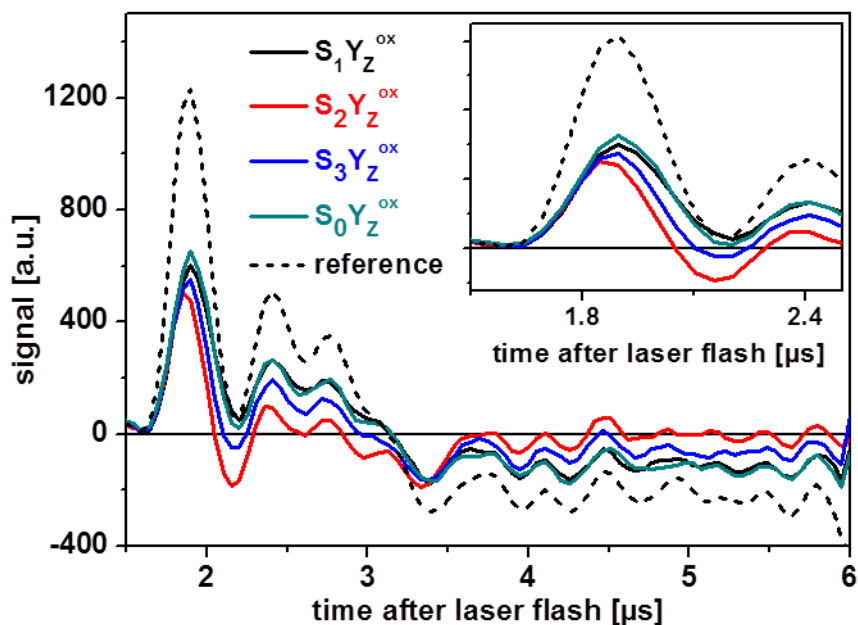 signal [a.u.]
1200
800
400
0
-400
S1YZox
S2YZox
S3YZox
S0YZox
reference
1.8
2.4
time after laser flash [µs]
2
3
4
5
6
time after laser flash [µs]